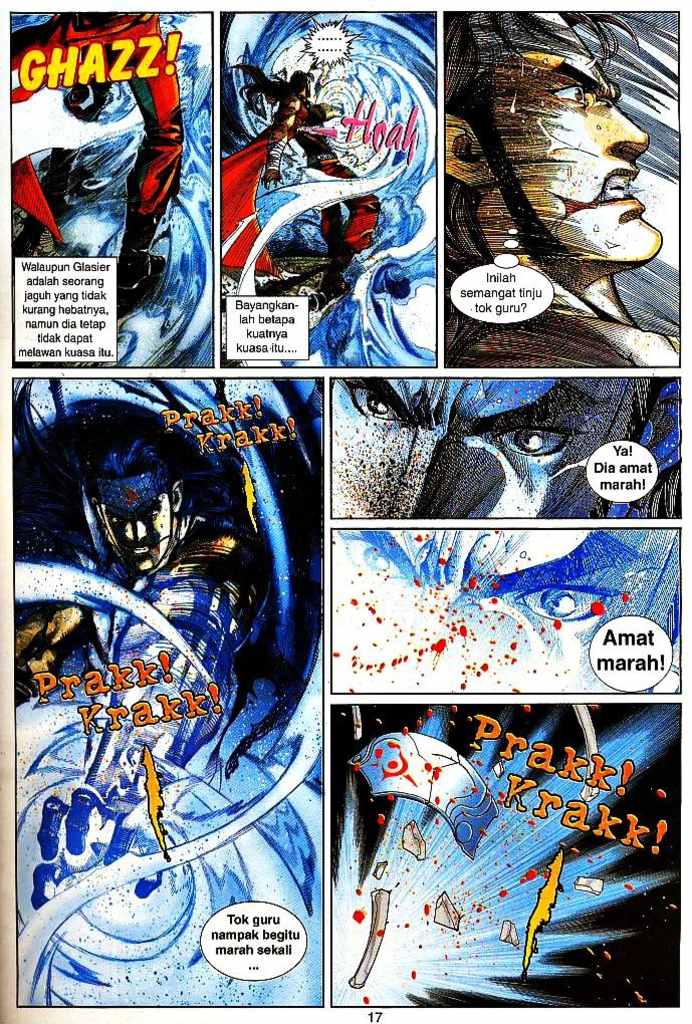 GHAZZ!
Walaupun Glasier
adalah seorang
jaguh yang tidak
kurang hebatnya,
namun dia tetap
tidak dapat
melawan kuasa itu.
..........
..........
Hoah
Bayangkan-
lah betapa
kuatnya
kuasa itu....
Inilah
semangat tinju
tok guru?
Prakk!
Krakk!
Prakk!
Krakk!
Tok guru
nampak begitu
marah sekali
...
Ya!
Dia amat
marah!
Amat
marah!
Prakk!
Krakk!
17